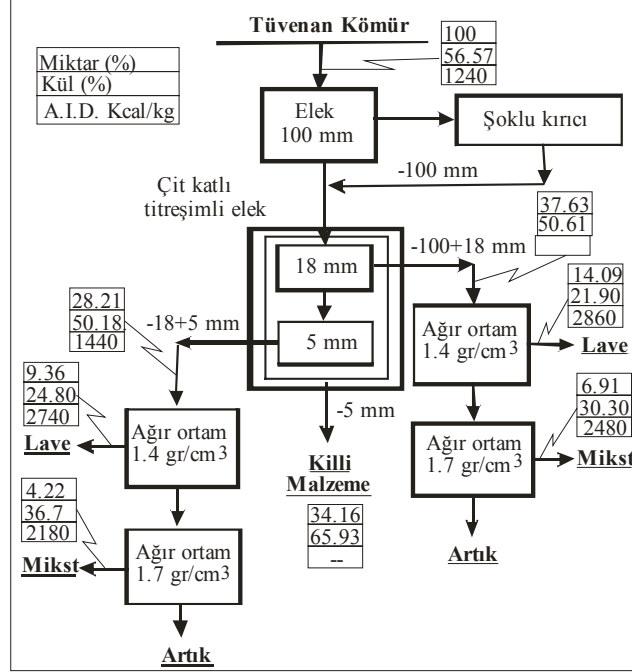 Tüvenan Kömür
100
56.57
1240
Miktar (%)
Kül (%)
A.I.D. Kcal/kg
Elek
100 mm
Şoklu kırıcı
-100 mm
Çit katlı
titreşimli elek
37.63
50.61
18 mm
-100+18 mm
5 mm
28.21
50.18
1440
-18+5 mm
14.09
21.90
2860
Ağır ortam
1.4 gr/cm3
Lave
9.36
24.80
2740
Lave
Ağır ortam
1.4 gr/cm3
-5 mm
Killi
Malzeme
34.16
65.93
--
6.91
30.30
2480
Ağır ortam
1.7 gr/cm3
Mikst
Artık
4.22
36.7
2180
Mikst
Ağır ortam
1.7 gr/cm3
Artık